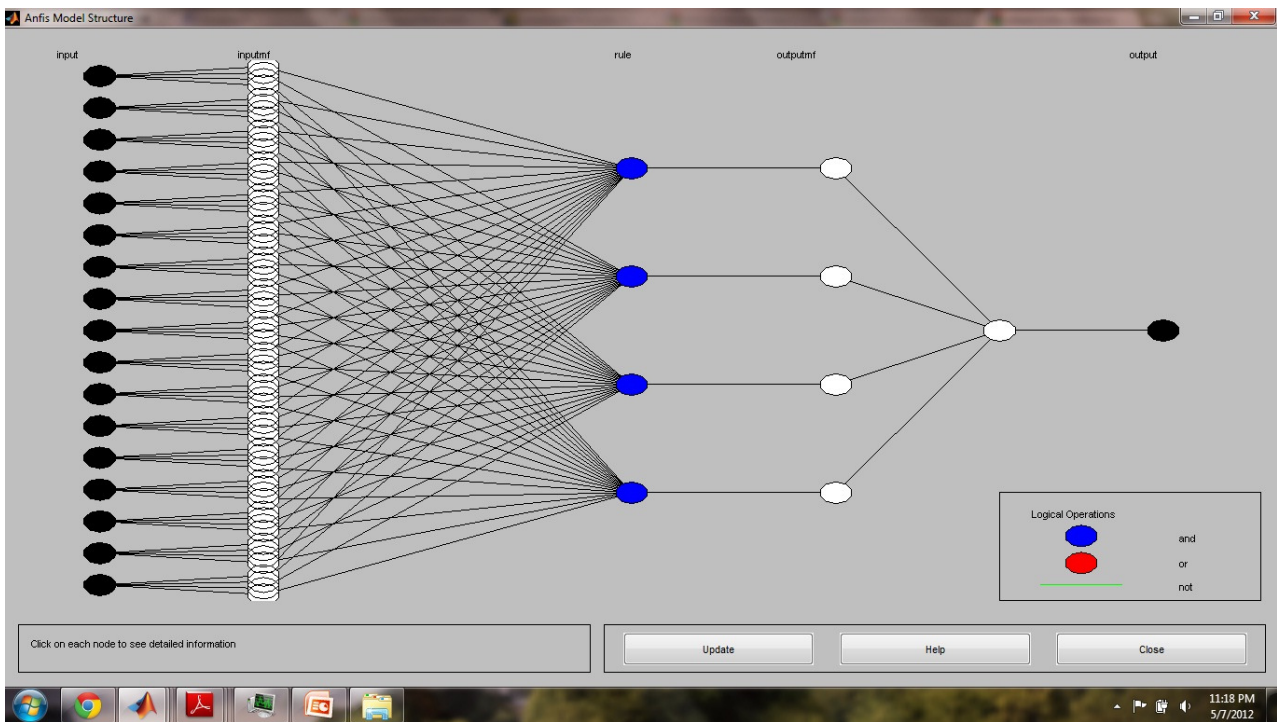 Anfis Model Structure
input inputmf rule outputmf output
Logical Operations
and
or
not
Click on each node to see detailed information
Update Help Close
11:18 PM
5/7/2012